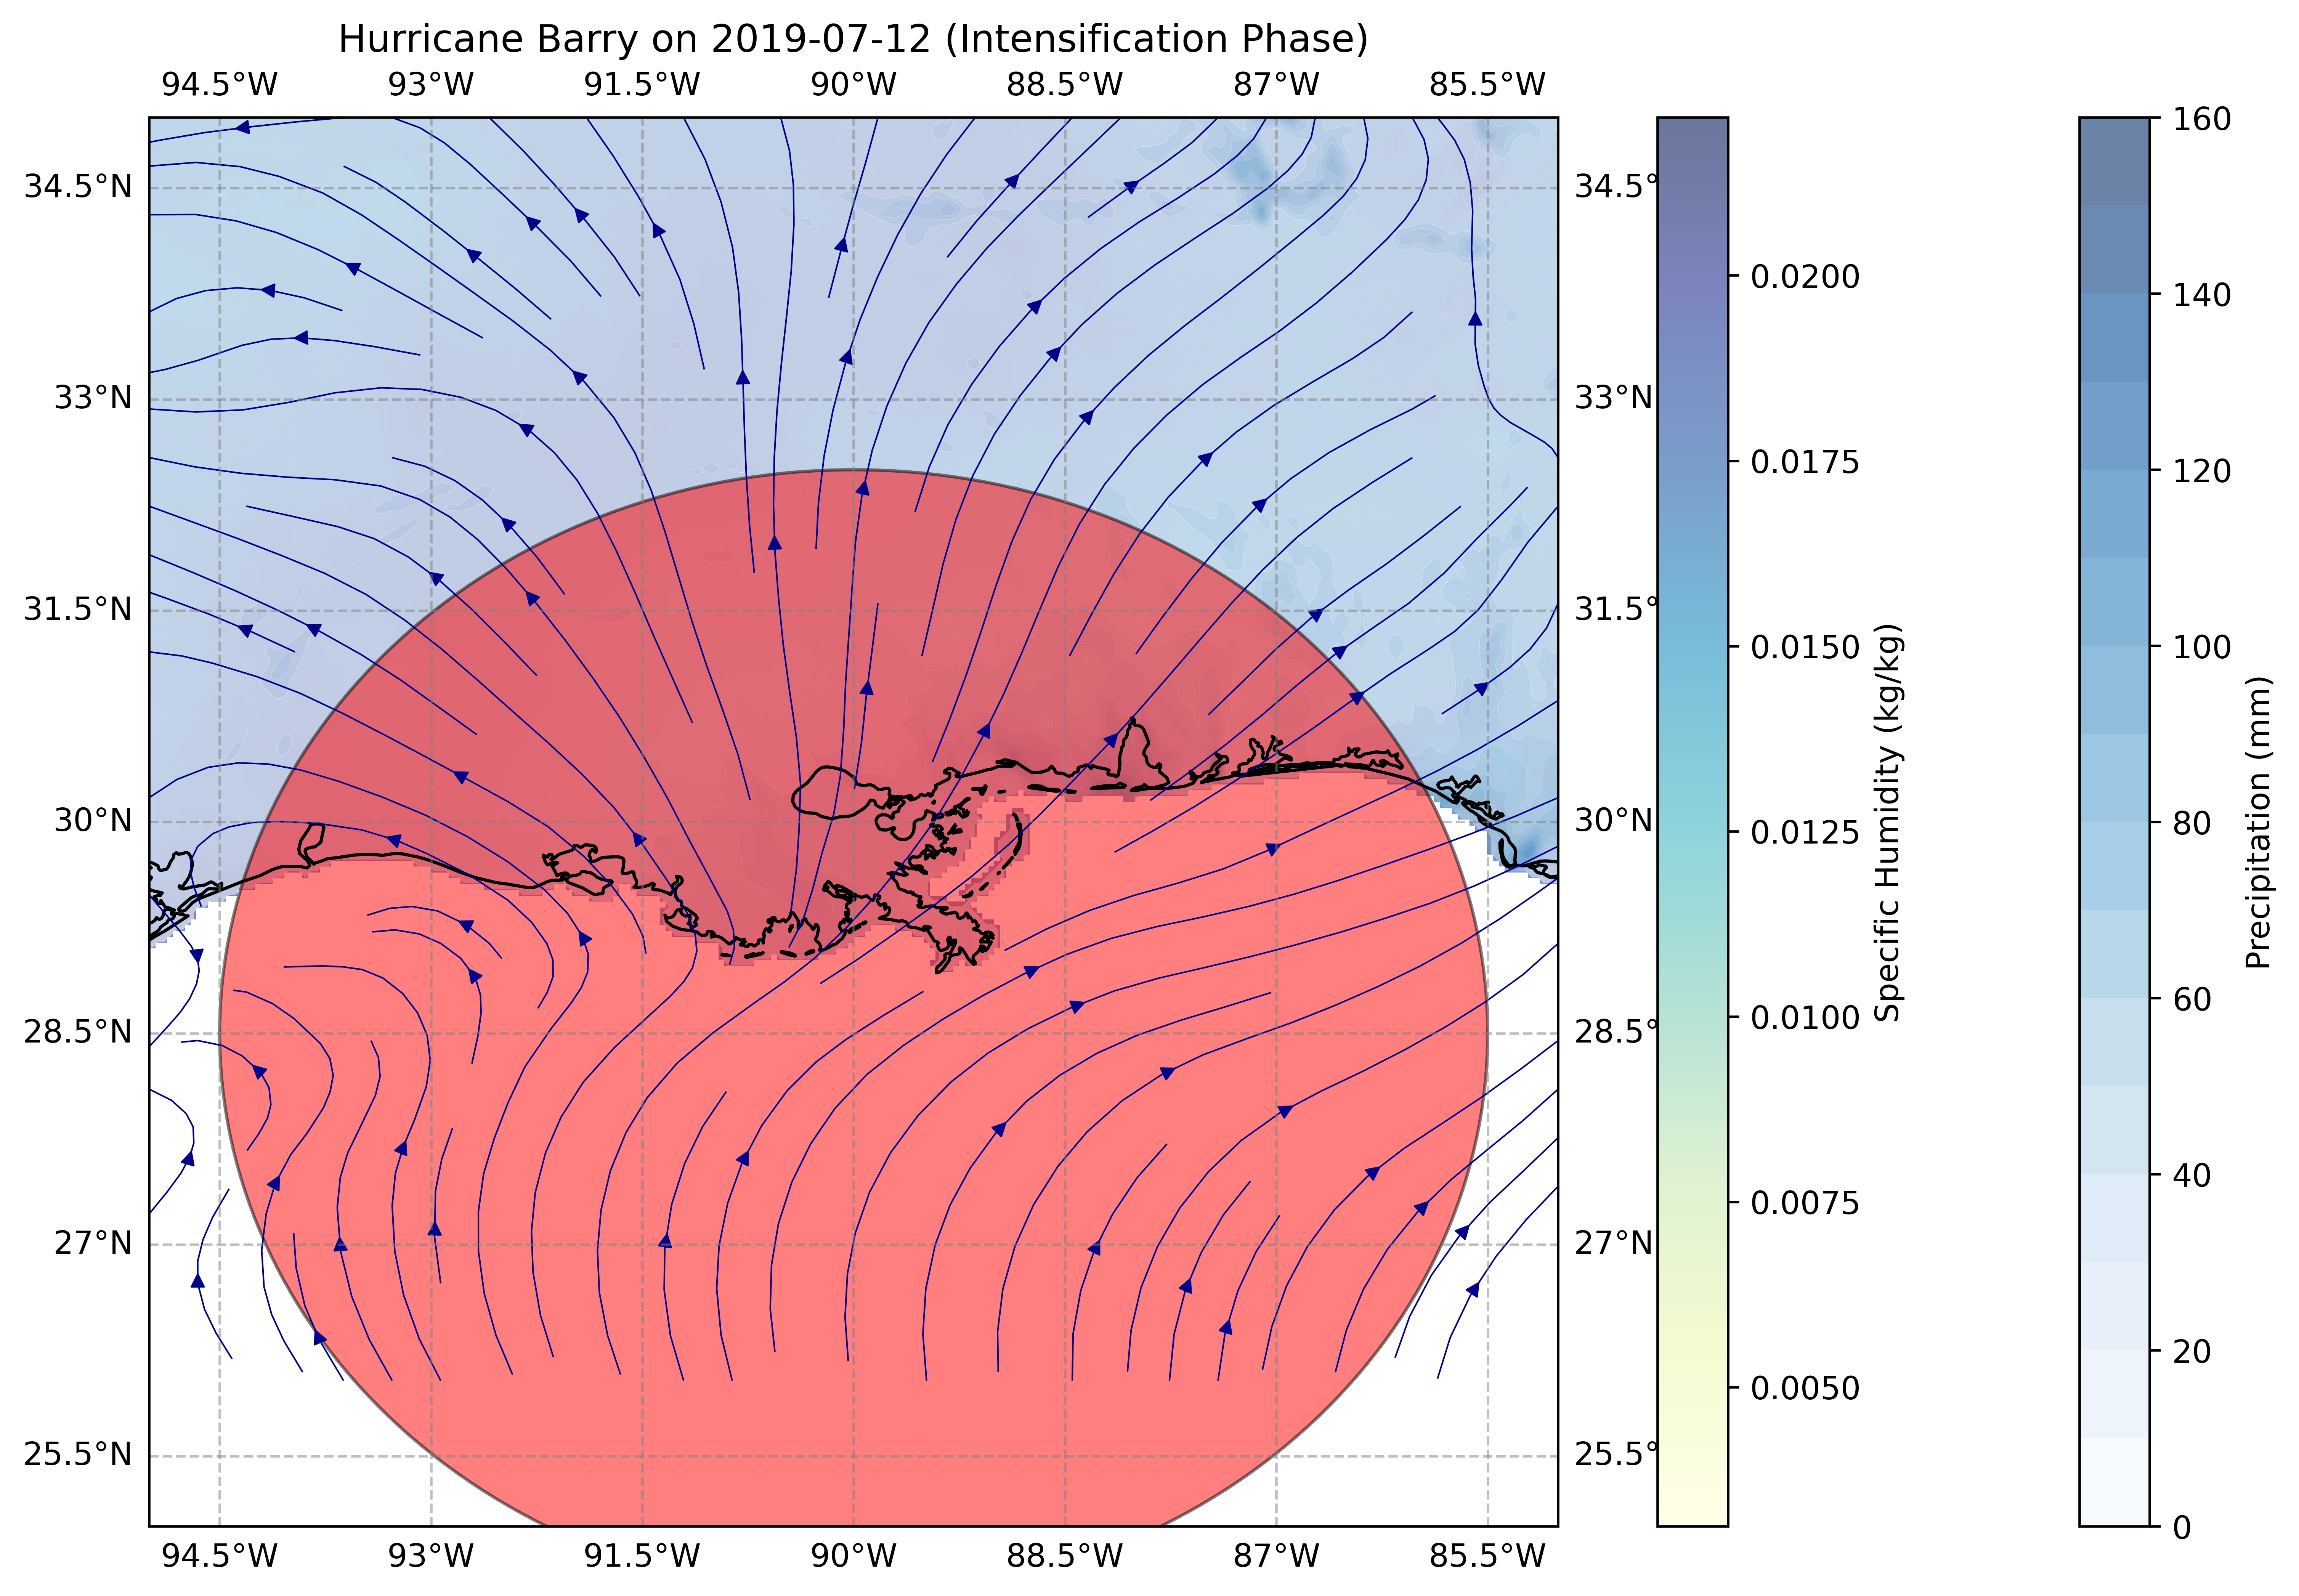 Hurricane Barry on 2019-07-12 (Intensification Phase)
94.5°W 93°W 91.5°W 90°W 88.5°W 87°W 85.5°W
34.5°N 34.5°
33°N 33°N
31.5°N 31.5°
30°N 30°N
28.5°N 28.5°
27°N 27°N
25.5°N 25.5°
94.5°W 93°W 91.5°W 90°W 88.5°W 87°W 85.5°W
0.0200
0.0175
0.0150
0.0125
0.0100
0.0075
0.0050
Specific Humidity (kg/kg)
160
140
120
100
80
60
40
20
0
Precipitation (mm)